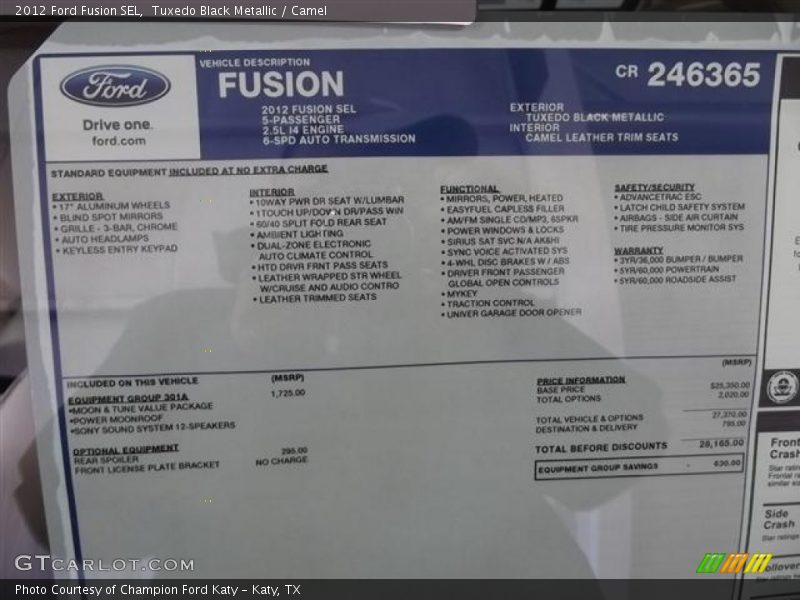 2012 Ford Fusion SEL, Tuxedo Black Metallic / Camel
Ford
Drive one.
ford.com
VEHICLE DESCRIPTION
FUSION
2012 FUSION SEL
5-PASSENGER
2.5L I4 ENGINE
6-SPD AUTO TRANSMISSION
CR 246365
EXTERIOR
TUXEDO BLACK METALLIC
INTERIOR
CAMEL LEATHER TRIM SEATS
STANDARD EQUIPMENT INCLUDED AT NO EXTRA CHARGE
EXTERIOR
• 17" ALUMINUM WHEELS
• BLIND SPOT MIRRORS
• GRILLE - 3-BAR, CHROME
• AUTO HEADLAMPS
• KEYLESS ENTRY KEYPAD
INTERIOR
• 10WAY PWR DR SEAT W/LUMBAR
• 1TOUCH UP/DOWN DR/PASS WIN
• 60/40 SPLIT FOLD REAR SEAT
• AMBIENT LIGHTING
• DUAL-ZONE ELECTRONIC
AUTO CLIMATE CONTROL
• HTD DRVR FRNT PASS SEATS
• LEATHER WRAPPED STR WHEEL
W/CRUISE AND AUDIO CONTRO
• LEATHER TRIMMED SEATS
FUNCTIONAL
• MIRRORS, POWER, HEATED
• EASYFUEL CAPLESS FILLER
• AM/FM SINGLE CD/MP3, 6SPKR
• POWER WINDOWS & LOCKS
• SIRIUS SAT SVC N/A AK&HI
• SYNC VOICE ACTIVATED SYS
• 4-WHL DISC BRAKES W / ABS
• DRIVER FRONT PASSENGER
GLOBAL OPEN CONTROLS
• MYKEY
• TRACTION CONTROL
• UNIVER GARAGE DOOR OPENER
SAFETY/SECURITY
• ADVANCETRAC ESC
• LATCH CHILD SAFETY SYSTEM
• AIRBAGS - SIDE AIR CURTAIN
• TIRE PRESSURE MONITOR SYS
WARRANTY
• 3YR/36,000 BUMPER / BUMPER
• 5YR/60,000 POWERTRAIN
• 5YR/60,000 ROADSIDE ASSIST
INCLUDED ON THIS VEHICLE (MSRP)
EQUIPMENT GROUP 301A 1,725.00
•MOON & TUNE VALUE PACKAGE
•POWER MOONROOF
•SONY SOUND SYSTEM 12-SPEAKERS
OPTIONAL EQUIPMENT
REAR SPOILER 295.00
FRONT LICENSE PLATE BRACKET NO CHARGE
(MSRP)
PRICE INFORMATION
BASE PRICE $25,350.00
TOTAL OPTIONS 2,020.00
TOTAL VEHICLE & OPTIONS 27,370.00
DESTINATION & DELIVERY 795.00
TOTAL BEFORE DISCOUNTS 28,165.00
EQUIPMENT GROUP SAVINGS - 630.00
Front
Crash
Side
Crash
Rollover
GTCARLOT.COM
Photo Courtesy of Champion Ford Katy – Katy, TX